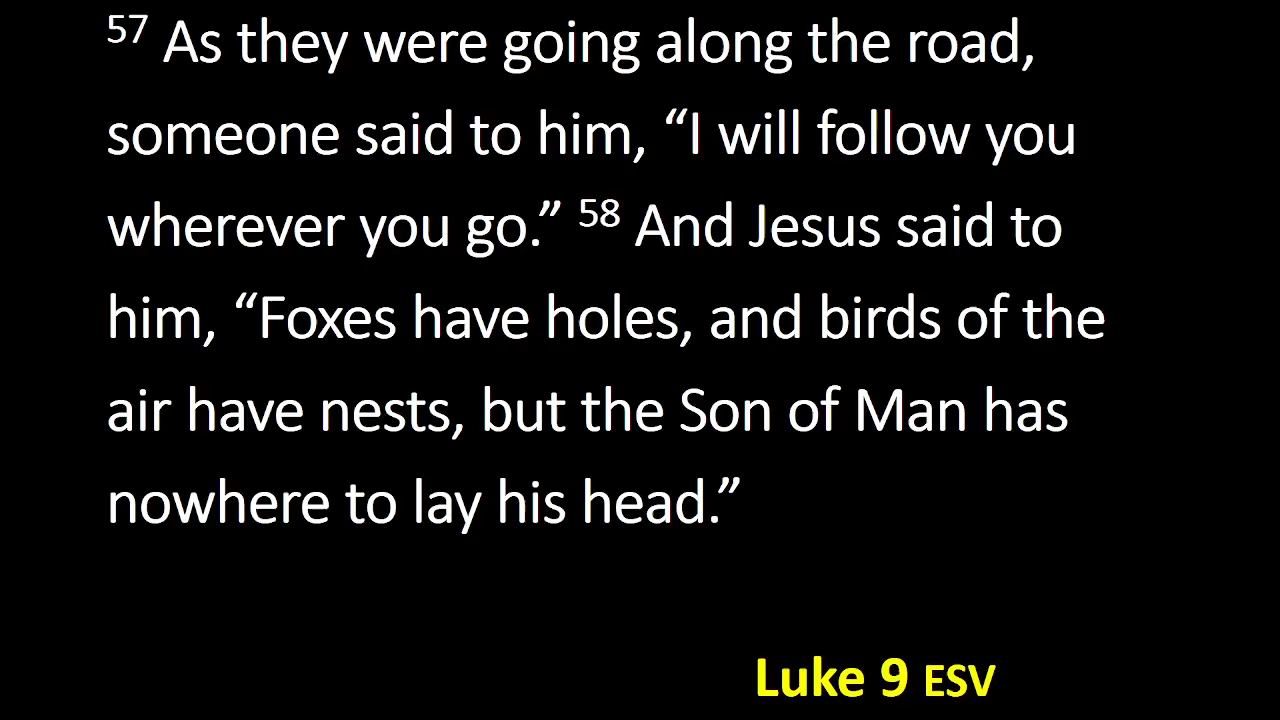 57 As they were going along the road,
someone said to him, “I will follow you
wherever you go.” 58 And Jesus said to
him, “Foxes have holes, and birds of the
air have nests, but the Son of Man has
nowhere to lay his head.”
Luke 9 ESV